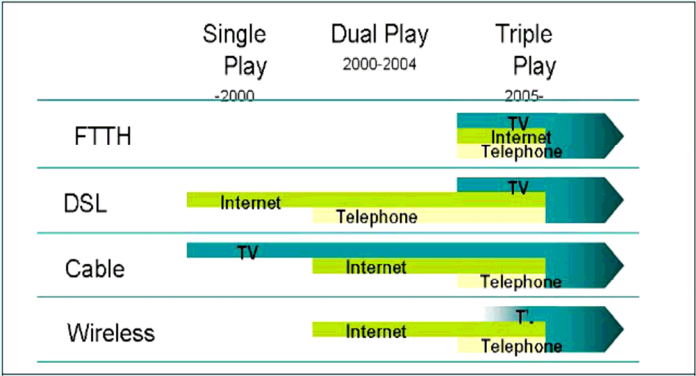 Single
Play
-2000
Dual Play
2000-2004
Triple
Play
2005-
FTTH
TV
Internet
Telephone
DSL
TV
Internet
Telephone
Cable
TV
Internet
Telephone
Wireless
Internet
Telephone